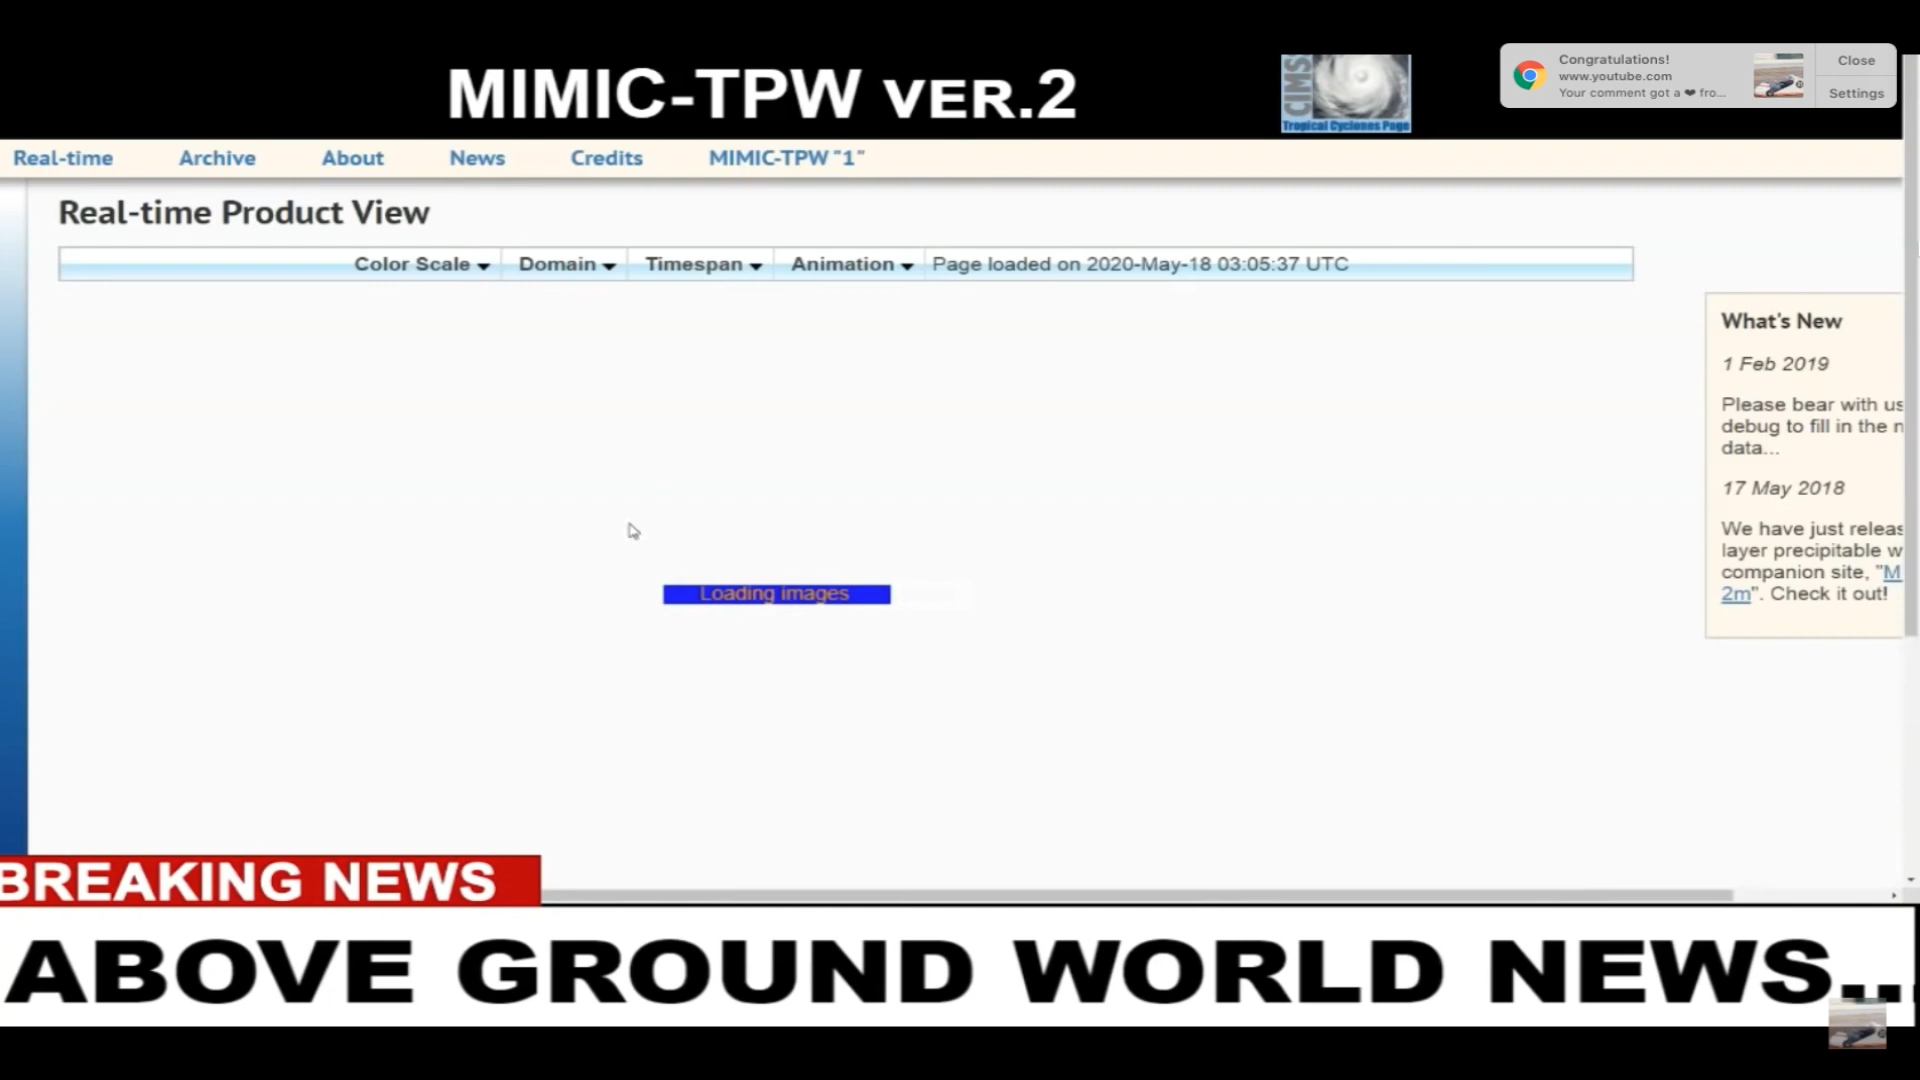 MIMIC-TPW VER.2
CIMSS
Tropical Cyclones Page
Congratulations!
www.youtube.com
Your comment got a ❤ fro...
Close
Settings
Real-time
Archive
About
News
Credits
MIMIC-TPW "1"
Real-time Product View
Color Scale
Domain
Timespan
Animation
Page loaded on 2020-May-18 03:05:37 UTC
What's New
1 Feb 2019
Please bear with us
debug to fill in the n
data...
17 May 2018
We have just releas
layer precipitable w
companion site, "M
2m". Check it out!
Loading images
BREAKING NEWS
ABOVE GROUND WORLD NEWS...